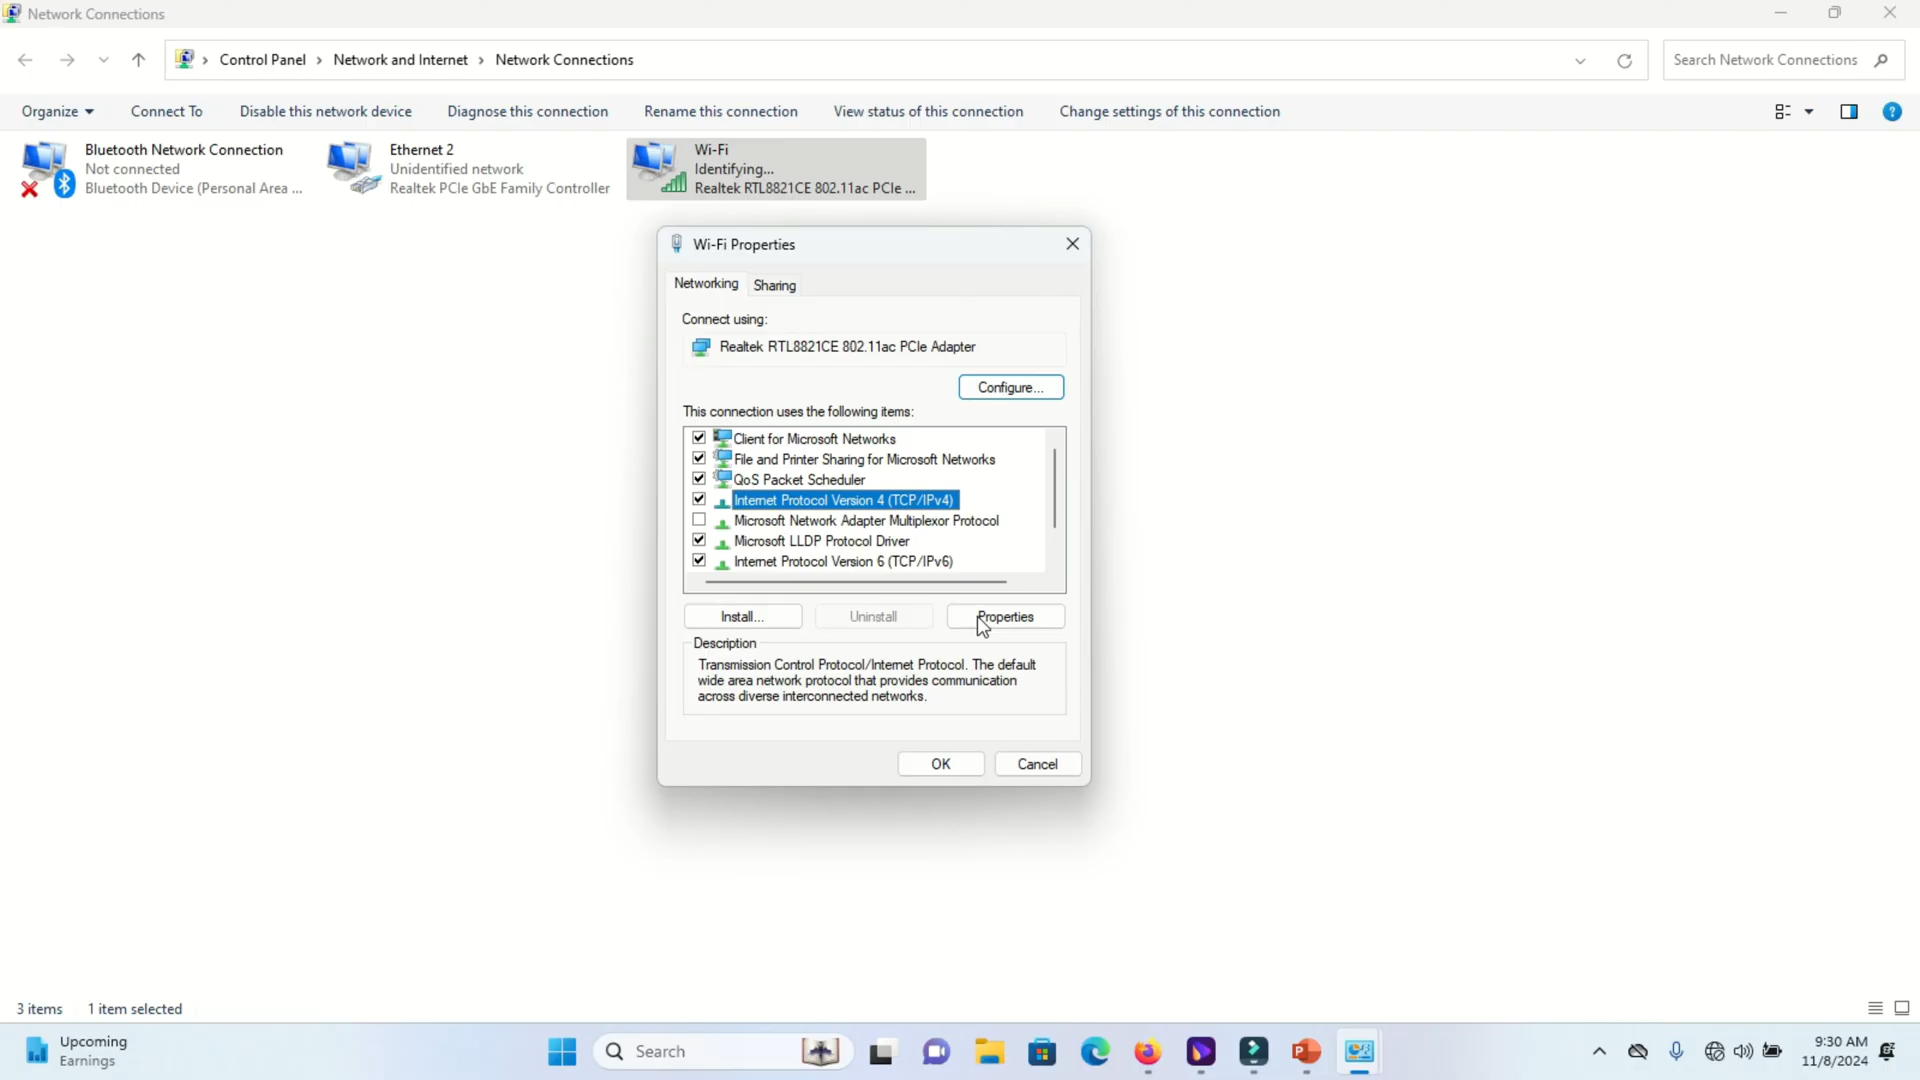 Network Connections
Control Panel > Network and Internet > Network Connections
Search Network Connections
Organize
Connect To
Disable this network device
Diagnose this connection
Rename this connection
View status of this connection
Change settings of this connection
Bluetooth Network Connection
Not connected
Bluetooth Device (Personal Area ...
Ethernet 2
Unidentified network
Realtek PCIe GbE Family Controller
Wi-Fi
Identifying...
Realtek RTL8821CE 802.11ac PCIe ...
Wi-Fi Properties
Networking
Sharing
Connect using:
Realtek RTL8821CE 802.11ac PCIe Adapter
Configure...
This connection uses the following items:
Client for Microsoft Networks
File and Printer Sharing for Microsoft Networks
QoS Packet Scheduler
Internet Protocol Version 4 (TCP/IPv4)
Microsoft Network Adapter Multiplexor Protocol
Microsoft LLDP Protocol Driver
Internet Protocol Version 6 (TCP/IPv6)
Install...
Uninstall
Properties
Description
Transmission Control Protocol/Internet Protocol. The default
wide area network protocol that provides communication
across diverse interconnected networks.
OK
Cancel
3 items
1 item selected
Upcoming
Earnings
Search
9:30 AM
11/8/2024